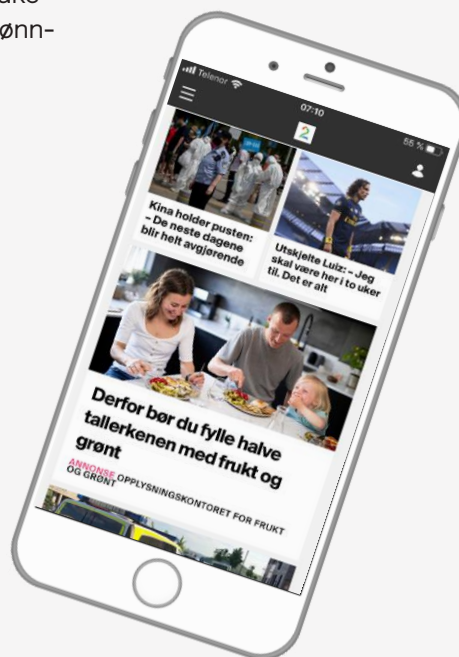 ønn-
Telenor
07:10
55 %
2
Kina holder pusten:
– De neste dagene
blir helt avgjørende
Utskjelte Luiz: – Jeg
skal være her i to uker
til. Det er alt
Derfor bør du fylle halve
tallerkenen med frukt og
grønt
ANNONSE OPPLYSNINGSKONTORET FOR FRUKT
OG GRØNT